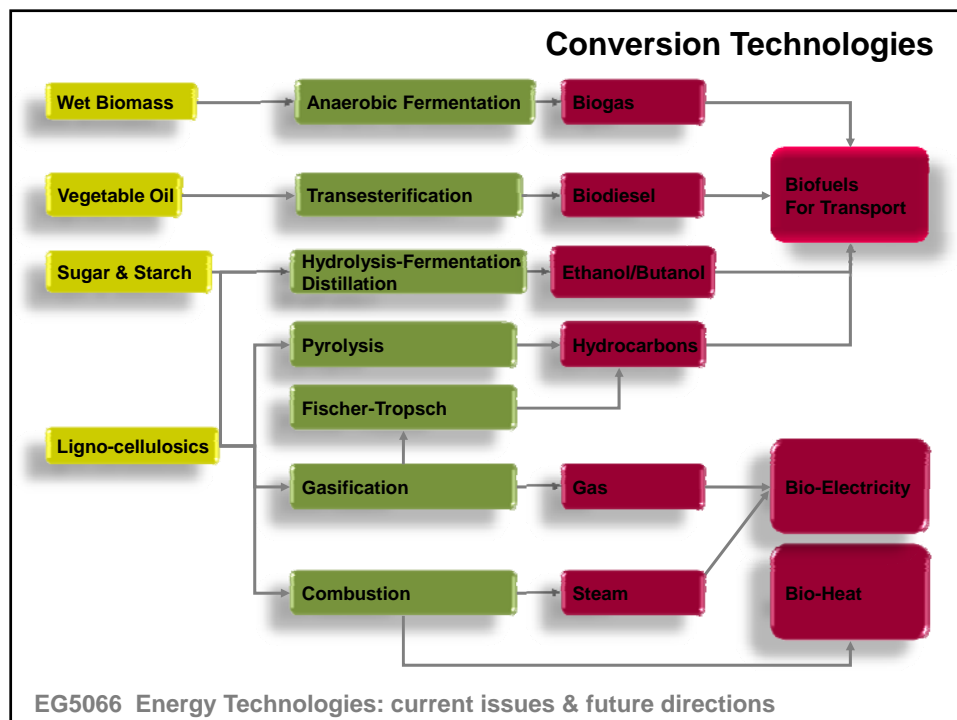 Conversion Technologies
Wet Biomass
Anaerobic Fermentation
Biogas
Vegetable Oil
Transesterification
Biodiesel
Biofuels
For Transport
Sugar & Starch
Hydrolysis-Fermentation
Distillation
Ethanol/Butanol
Pyrolysis
Hydrocarbons
Fischer-Tropsch
Ligno-cellulosics
Gasification
Gas
Bio-Electricity
Combustion
Steam
Bio-Heat
EG5066 Energy Technologies: current issues & future directions